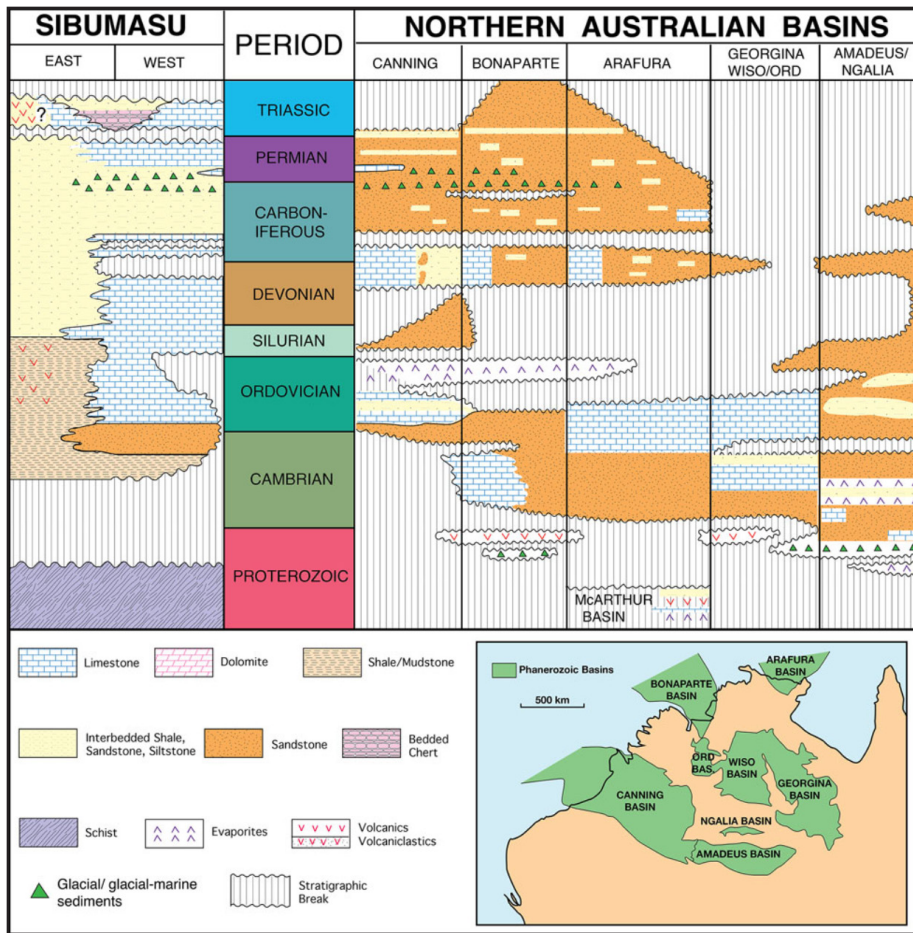 SIBUMASU
PERIOD
NORTHERN AUSTRALIAN BASINS
EAST
WEST
CANNING
BONAPARTE
ARAFURA
GEORGINA
WISO/ORD
AMADEUS/
NGALIA
?
TRIASSIC
PERMIAN
CARBON-
IFEROUS
DEVONIAN
SILURIAN
ORDOVICIAN
CAMBRIAN
PROTEROZOIC
McARTHUR
BASIN
Limestone
Dolomite
Shale/Mudstone
Interbedded Shale,
Sandstone, Siltstone
Sandstone
Bedded
Chert
Schist
Evaporites
Volcanics
Volcaniclastics
Glacial/ glacial-marine
sediments
Stratigraphic
Break
Phanerozoic Basins
500 km
BONAPARTE
BASIN
ARAFURA
BASIN
ORD
BAS.
WISO
BASIN
GEORGINA
BASIN
CANNING
BASIN
NGALIA BASIN
AMADEUS BASIN